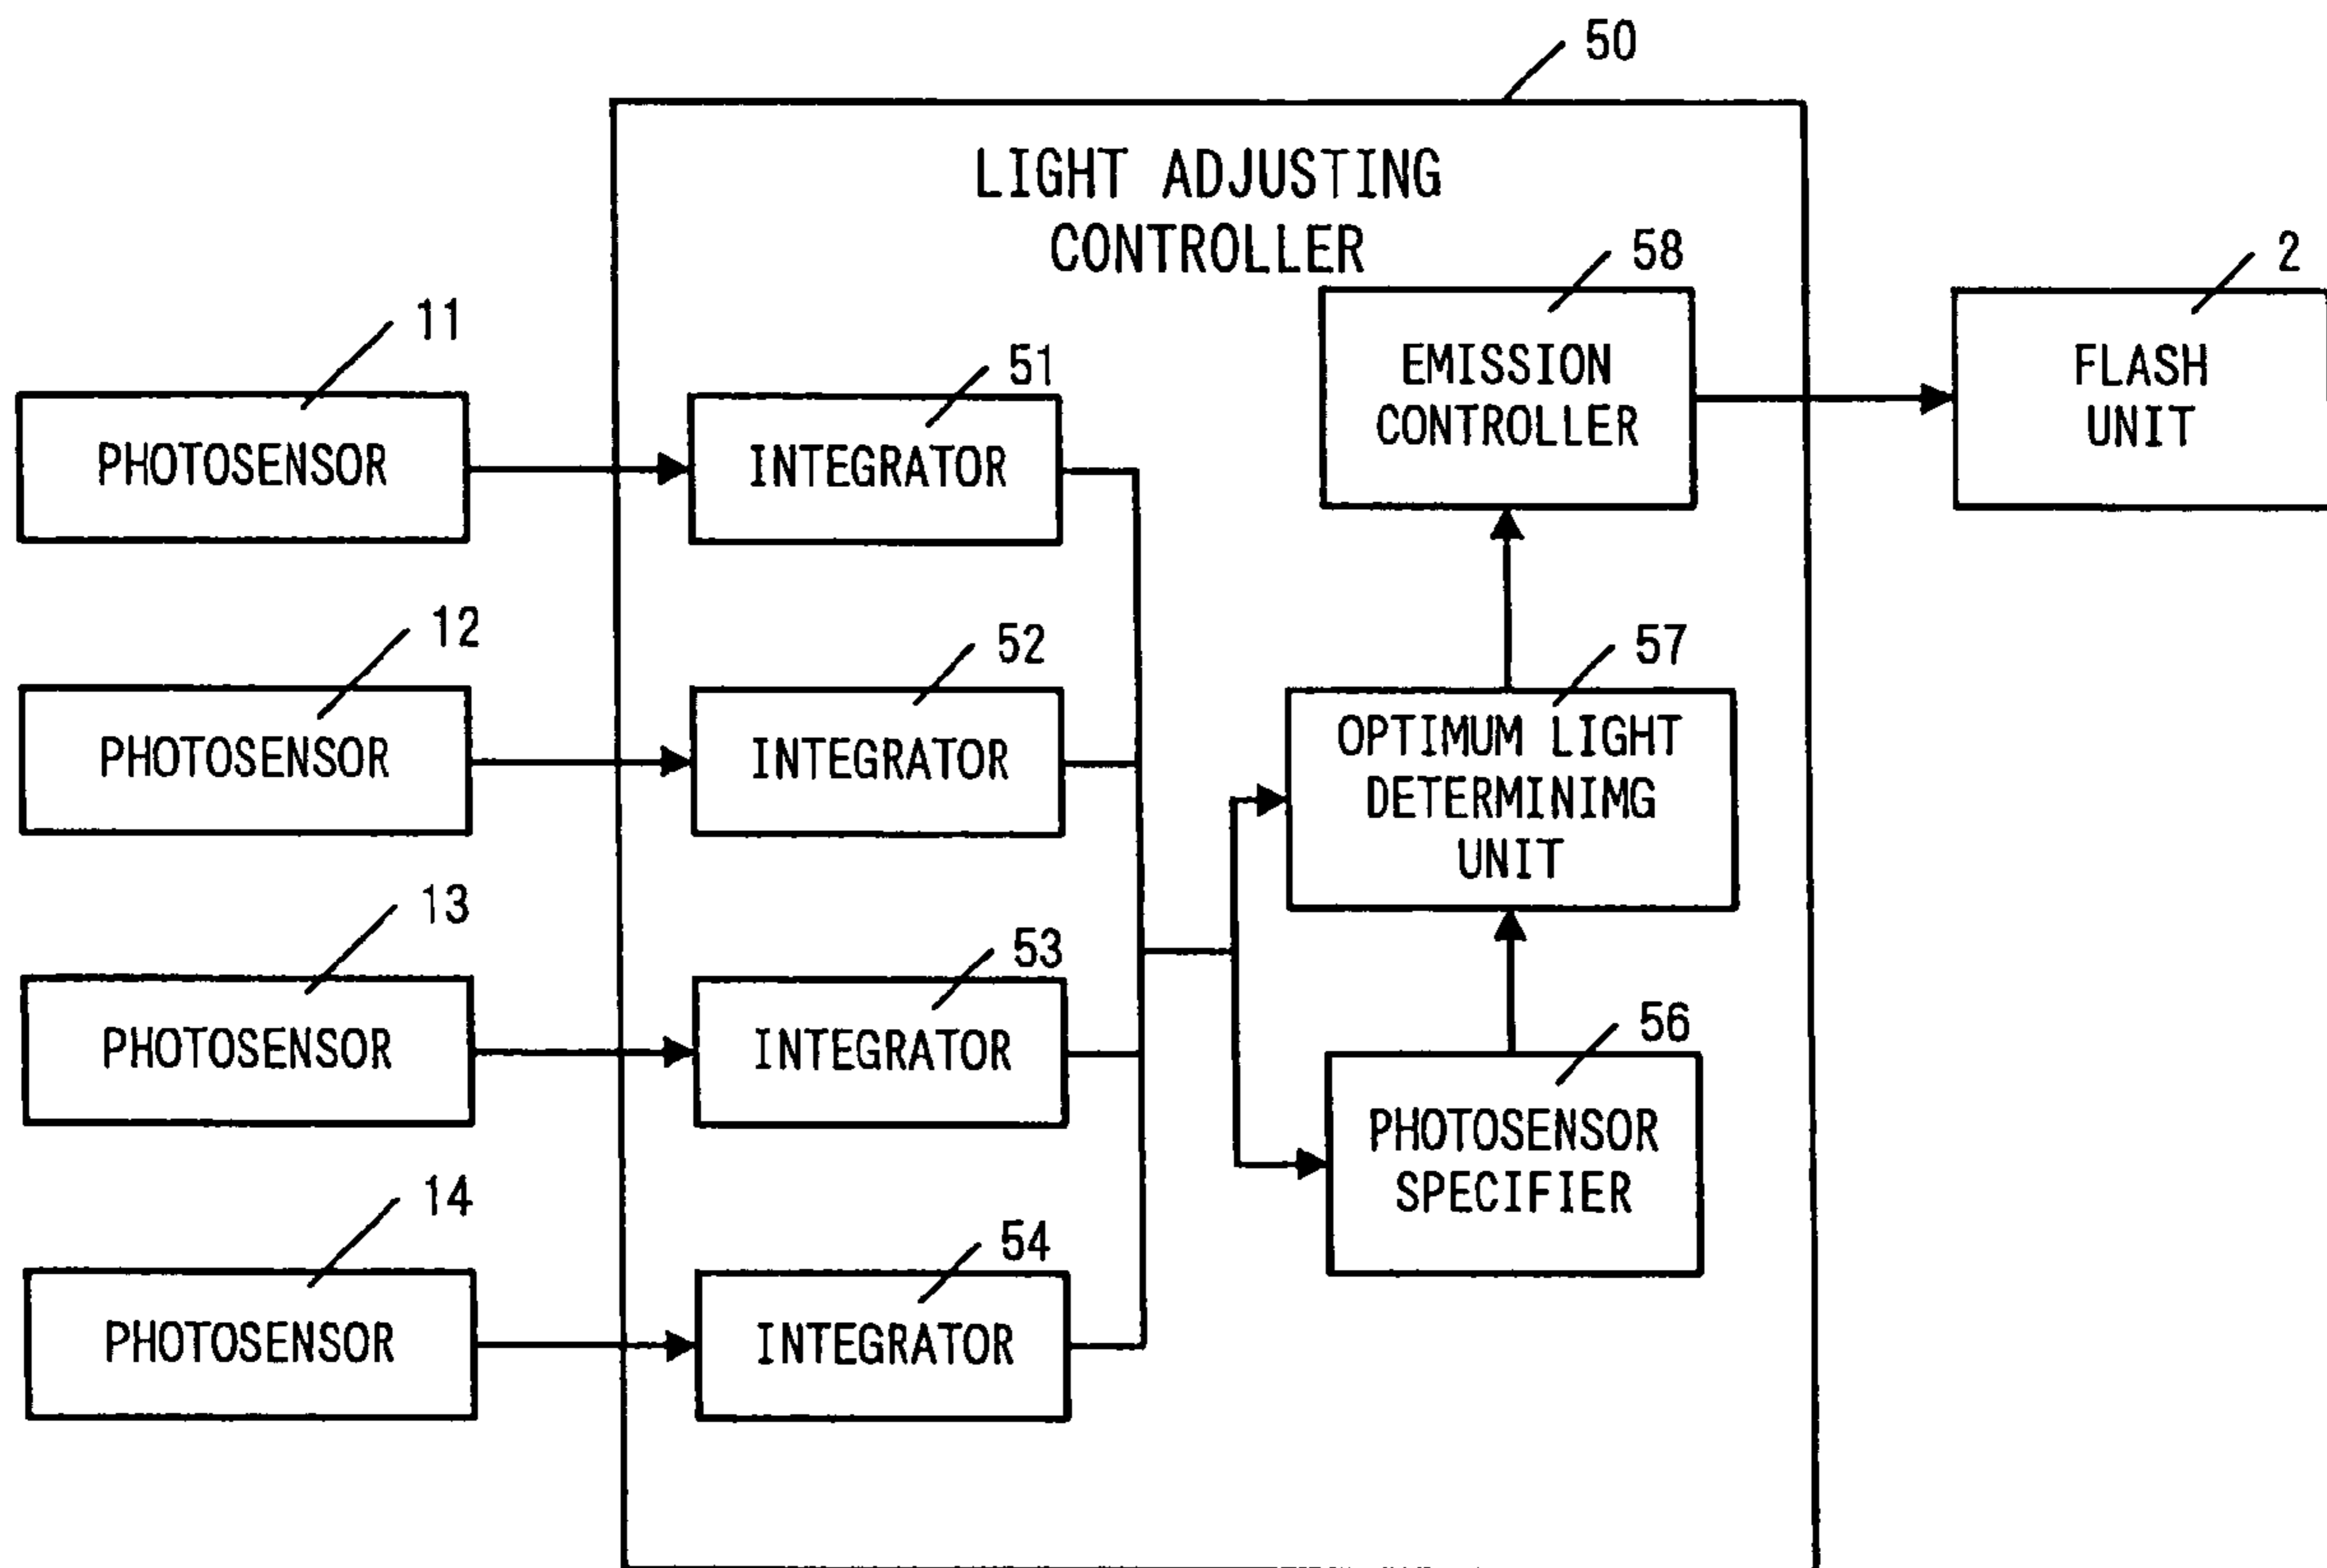 50
LIGHT ADJUSTING
CONTROLLER
58
2
11
51
EMISSION
CONTROLLER
FLASH
UNIT
PHOTOSENSOR
INTEGRATOR
12
52
57
PHOTOSENSOR
INTEGRATOR
OPTIMUM LIGHT
DETERMINIMG
UNIT
13
53
56
PHOTOSENSOR
INTEGRATOR
PHOTOSENSOR
SPECIFIER
14
54
PHOTOSENSOR
INTEGRATOR